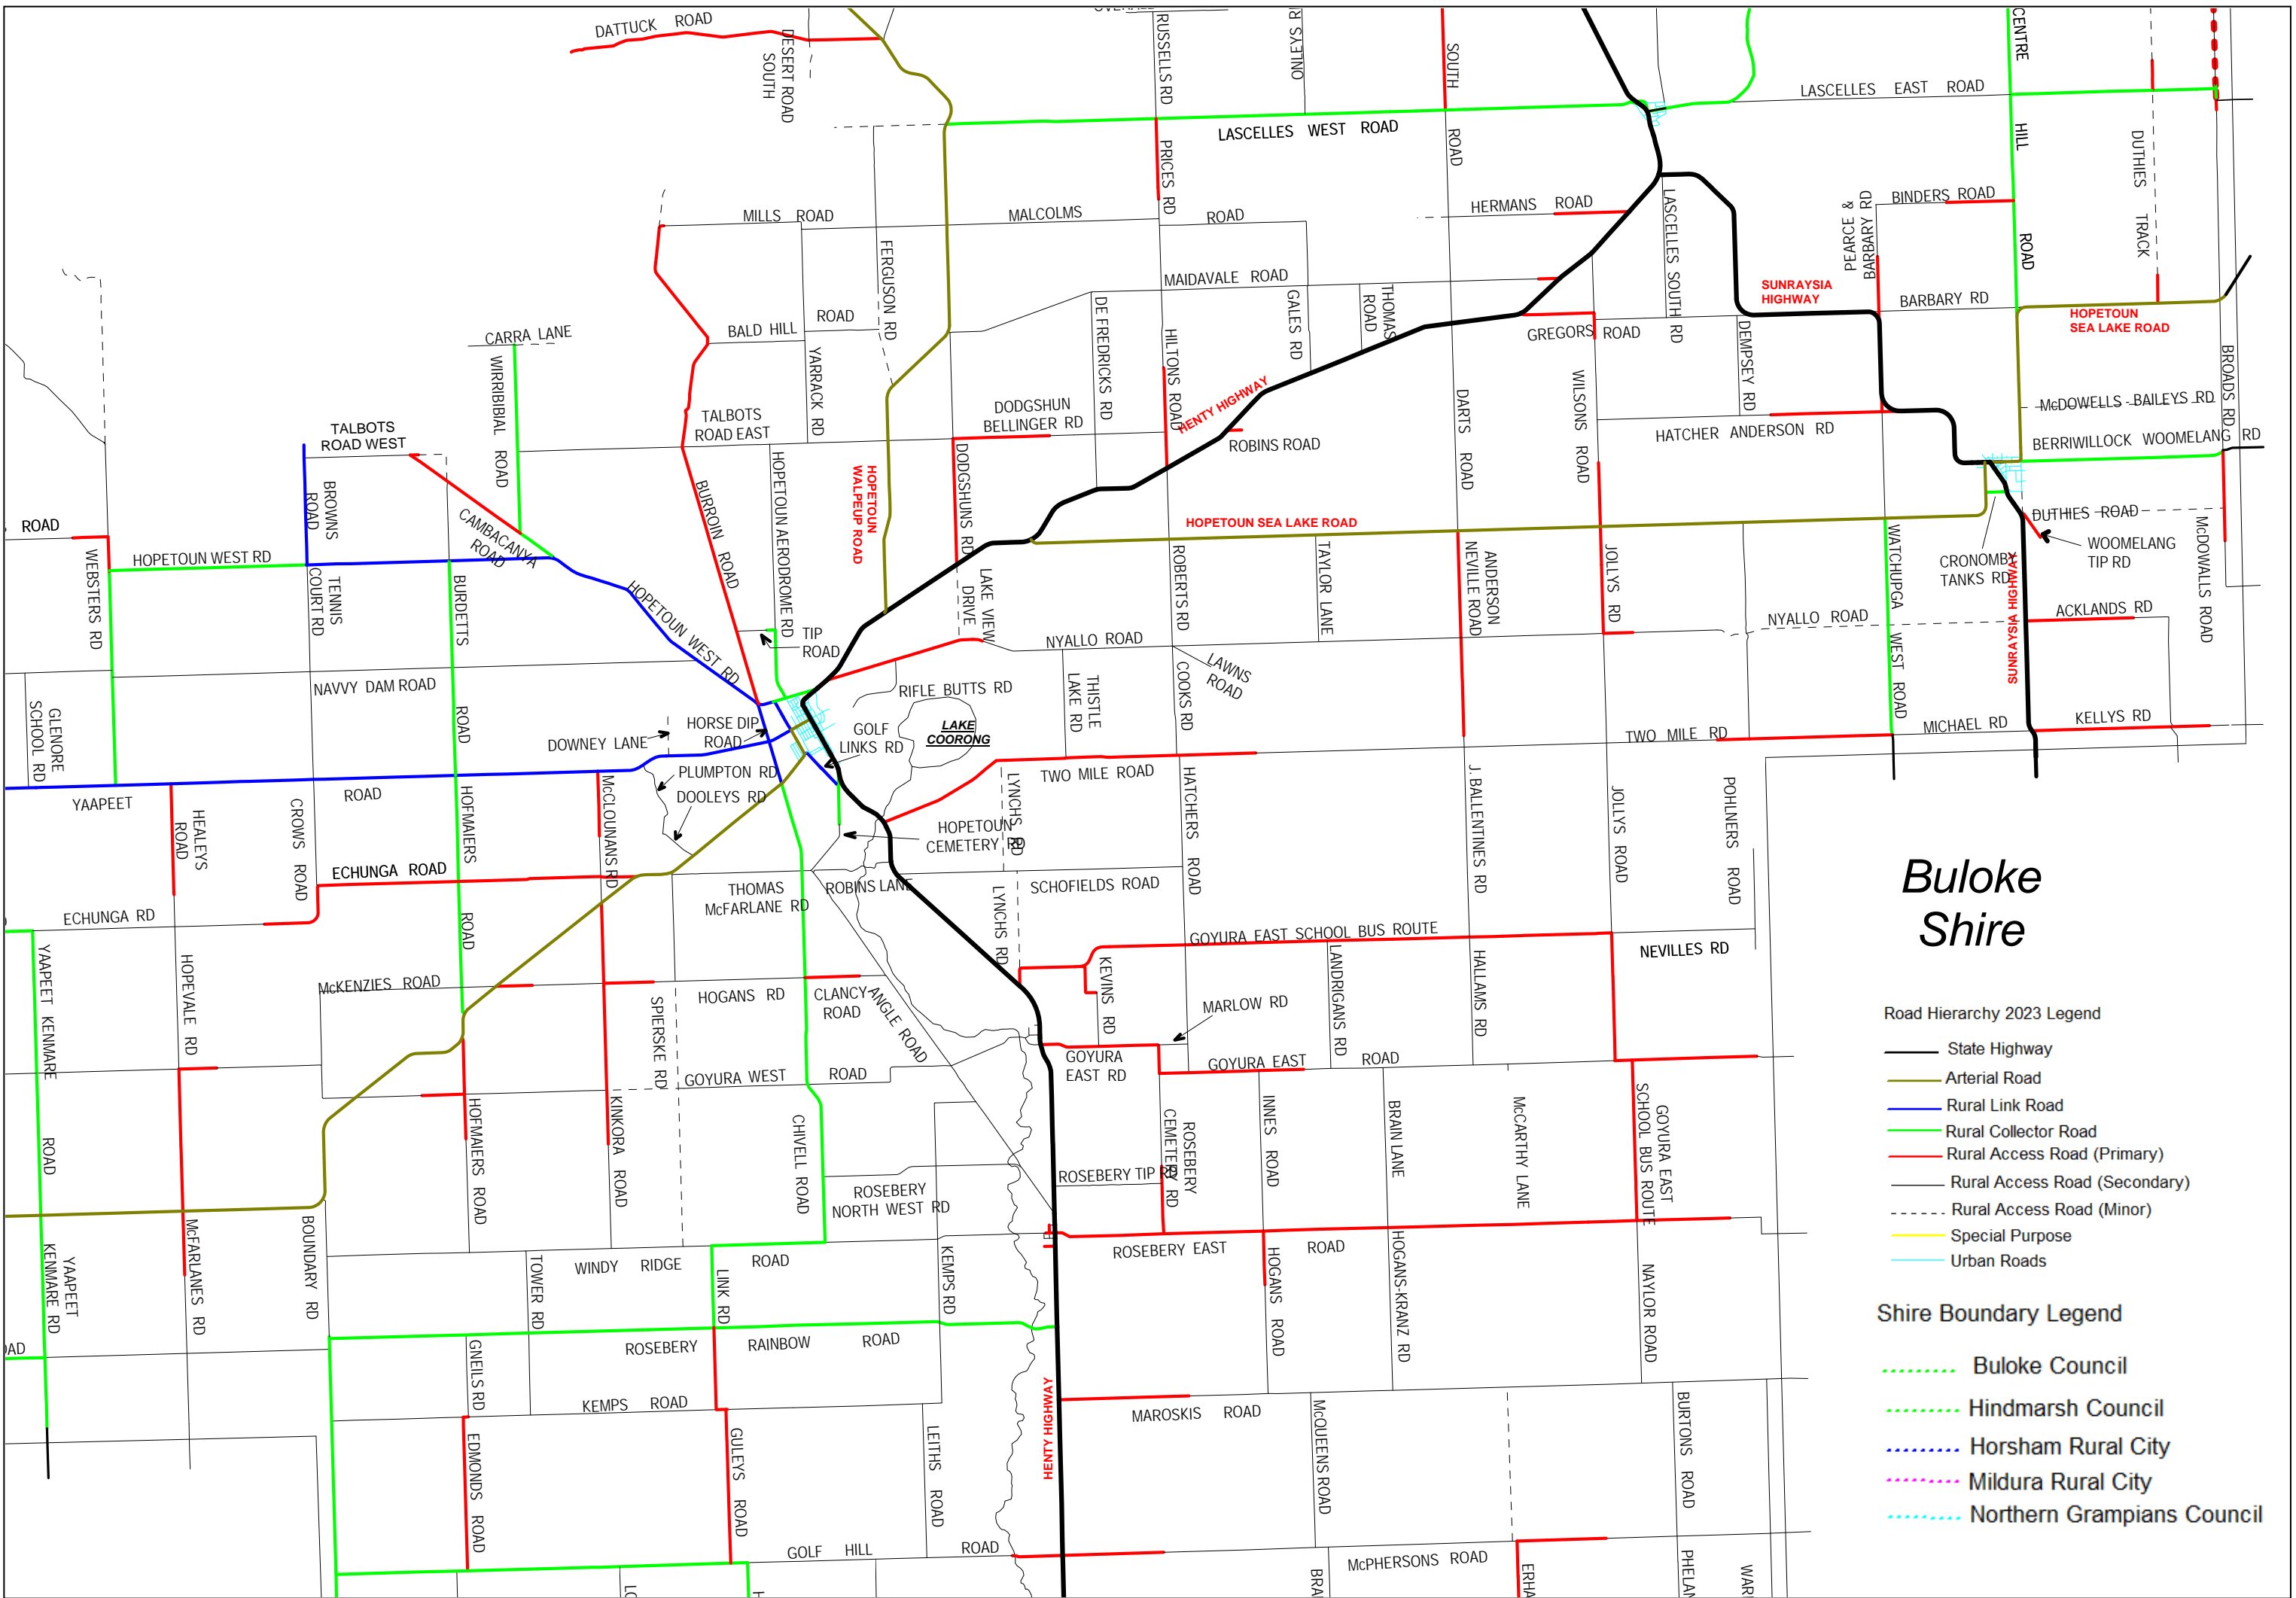 DATTUCK ROAD
DESERT ROAD
SOUTH
RUSSELLS RD
SOUTH
ROAD
CENTRE
HILL
ROAD
LASCELLES EAST ROAD
LASCELLES WEST ROAD
PRICES RD
DUTHIES
TRACK
MILLS ROAD
MALCOLMS
ROAD
HERMANS ROAD
LASCELLES SOUTH RD
PEARCE &
BARBARY RD
BINDERS ROAD
FERGUSON RD
MAIDAVALE ROAD
SUNRAYSIA
HIGHWAY
BARBARY RD
HOPETOUN
SEA LAKE ROAD
CARRA LANE
BALD HILL
ROAD
DE FREDRICKS RD
GALES RD
THOMAS
ROAD
GREGORS ROAD
DEMPSEY RD
BROADS RD
WIRRIBIBIAL ROAD
YARRACK RD
HILTONS ROAD
HENTY HIGHWAY
DARTS
ROAD
WILSONS
ROAD
McDOWELLS BAILEYS RD
TALBOTS
ROAD WEST
TALBOTS
ROAD EAST
DODGSHUN
BELLINGER RD
ROBINS ROAD
HATCHER ANDERSON RD
BERRIWILLOCK WOOMELANG RD
BROWNS
ROAD
CAMBACANYA
ROAD
BURROIN ROAD
HOPETOUN AERODROME RD
HOPETOUN
WALPEUP ROAD
DODGSHUNS RD
ROAD
HOPETOUN SEA LAKE ROAD
WATCHUPGA
WEST ROAD
DUTHIES ROAD
WOOMELANG
TIP RD
CRONOMBY
TANKS RD
McDOWALLS ROAD
WEBSTERS RD
HOPETOUN WEST RD
TENNIS
COURT RD
BURDETTS
ROAD
HOPETOUN WEST RD
LAKE VIEW
DRIVE
ROBERTS RD
TAYLOR LANE
ANDERSON
NEVILLE ROAD
JOLLYS RD
SUNRAYSIA HIGHWAY
TIP
ROAD
NYALLO ROAD
NYALLO ROAD
ACKLANDS RD
GLENORE
SCHOOL RD
NAVVY DAM ROAD
RIFLE BUTTS RD
THISTLE
LAKE RD
COOKS RD
LAWNS
ROAD
HORSE DIP
ROAD
DOWNEY LANE
GOLF
LINKS RD
LAKE
COORONG
TWO MILE RD
MICHAEL RD
KELLYS RD
PLUMPTON RD
DOOLEYS RD
TWO MILE ROAD
YAAPEET
ROAD
HEALEYS
ROAD
CROWS ROAD
HOFMAIERS
ROAD
McCLOUNANS RD
HOPETOUN
CEMETERY RD
LYNCHS RD
HATCHERS ROAD
J.BALLENTINES RD
JOLLYS ROAD
POHLNERS ROAD
ECHUNGA ROAD
ECHUNGA RD
THOMAS
McFARLANE RD
ROBINS LANE
LYNCHS RD
SCHOFIELDS ROAD
Buloke
Shire
GOYURA EAST SCHOOL BUS ROUTE
NEVILLES RD
YAAPEET KENMARE
ROAD
HOPEVALE RD
McKENZIES ROAD
SPIERSKE RD
HOGANS RD
CLANCY
ROAD
ANGLE ROAD
KEVINS RD
MARLOW RD
LANDRIGANS RD
HALLAMS RD
Road Hierarchy 2023 Legend
State Highway
Arterial Road
Rural Link Road
Rural Collector Road
Rural Access Road (Primary)
Rural Access Road (Secondary)
Rural Access Road (Minor)
Special Purpose
Urban Roads
GOYURA WEST ROAD
GOYURA
EAST RD
GOYURA EAST ROAD
HOFMAIERS ROAD
KINKORA ROAD
CHIVELL ROAD
ROSEBERY
CEMETERY RD
INNES ROAD
BRAIN LANE
McCARTHY LANE
GOYURA EAST
SCHOOL BUS ROUTE
ROSEBERY TIP RD
ROSEBERY
NORTH WEST RD
YAAPEET
KENMARE RD
McFARLANES RD
BOUNDARY RD
TOWER RD
WINDY RIDGE ROAD
LINK RD
KEMPS RD
ROSEBERY EAST ROAD
HOGANS ROAD
HOGANS-KRANZ RD
NAYLOR ROAD
Shire Boundary Legend
Buloke Council
Hindmarsh Council
Horsham Rural City
Mildura Rural City
Northern Grampians Council
OAD
GNEILS RD
ROSEBERY RAINBOW ROAD
KEMPS ROAD
HENTY HIGHWAY
MAROSKIS ROAD
McQUEENS ROAD
BURTONS ROAD
EDMONDS ROAD
GULEYS ROAD
LEITHS ROAD
GOLF HILL ROAD
McPHERSONS ROAD
BRA
ERHA
PHELAN
WAR